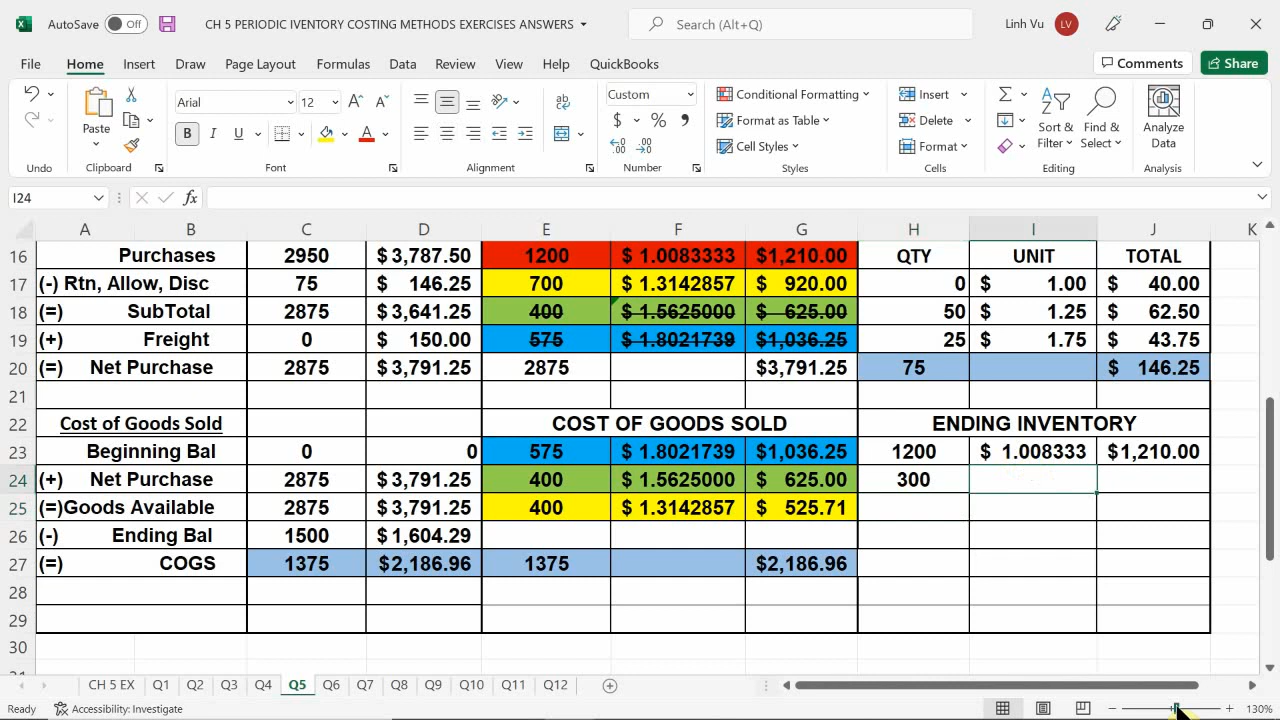 AutoSave Off CH 5 PERIODIC IVENTORY COSTING METHODS EXERCISES ANSWERS Search (Alt+Q) Linh Vu LV
File Home Insert Draw Page Layout Formulas Data Review View Help QuickBooks Comments Share
Arial 12 Custom Conditional Formatting Insert
Paste B I U $ % Format as Table Delete Sort & Filter Find & Select Analyze Data
Cell Styles Format
Undo Clipboard Font Alignment Number Styles Cells Editing Analysis
I24 fx
A B C D E F G H I J K
16 Purchases 2950 $ 3,787.50 1200 $ 1.0083333 $1,210.00 QTY UNIT TOTAL
17 (-) Rtn, Allow, Disc 75 $ 146.25 700 $ 1.3142857 $ 920.00 0 $ 1.00 $ 40.00
18 (=) SubTotal 2875 $ 3,641.25 400 $ 1.5625000 $ 625.00 50 $ 1.25 $ 62.50
19 (+) Freight 0 $ 150.00 575 $ 1.8021739 $1,036.25 25 $ 1.75 $ 43.75
20 (=) Net Purchase 2875 $ 3,791.25 2875 $3,791.25 75 $ 146.25
21
22 Cost of Goods Sold COST OF GOODS SOLD ENDING INVENTORY
23 Beginning Bal 0 0 575 $ 1.8021739 $1,036.25 1200 $ 1.008333 $1,210.00
24 (+) Net Purchase 2875 $ 3,791.25 400 $ 1.5625000 $ 625.00 300
25 (=)Goods Available 2875 $ 3,791.25 400 $ 1.3142857 $ 525.71
26 (-) Ending Bal 1500 $ 1,604.29
27 (=) COGS 1375 $2,186.96 1375 $2,186.96
28
29
30
CH 5 EX Q1 Q2 Q3 Q4 Q5 Q6 Q7 Q8 Q9 Q10 Q11 Q12
Ready Accessibility: Investigate 130%